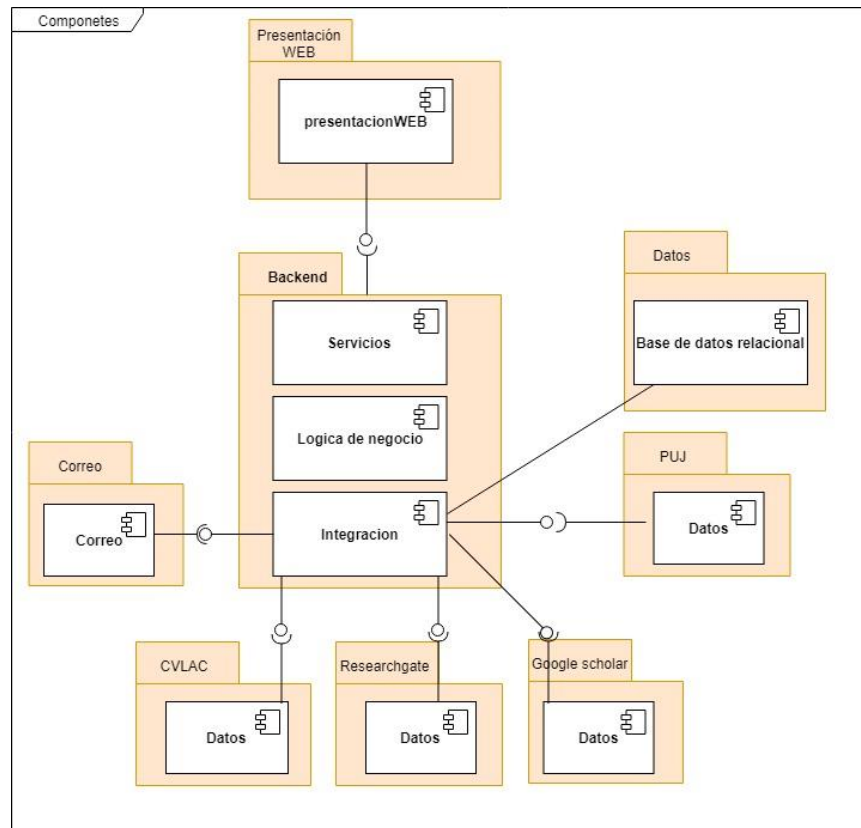 Componetes
Presentación
WEB
presentacionWEB
Backend
Servicios
Logica de negocio
Integracion
Datos
Base de datos relacional
PUJ
Datos
Correo
Correo
CVLAC
Datos
Researchgate
Datos
Google scholar
Datos